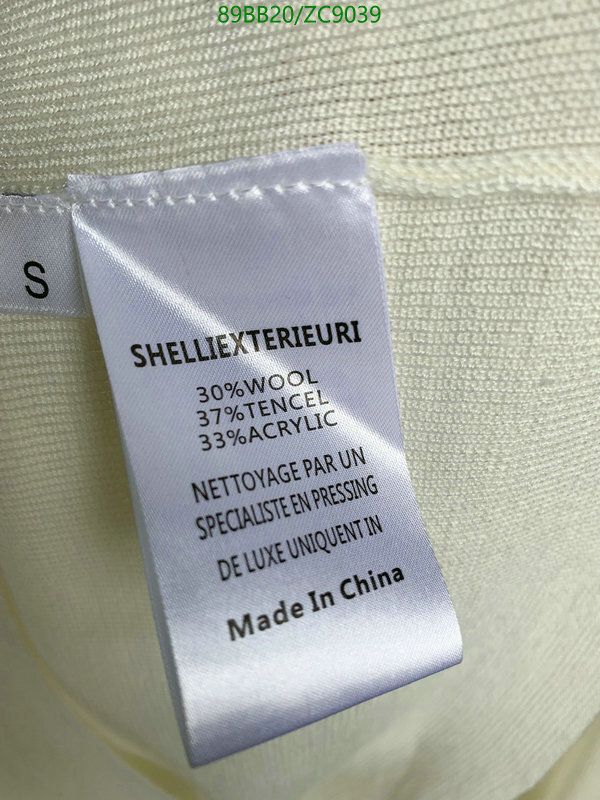 89BB20/ZC9039
S
SHELLIEXTERIEURI
30%WOOL
37%TENCEL
33%ACRYLIC
NETTOYAGE PAR UN
SPECIALISTE EN PRESSING
DE LUXE UNIQUENT IN
Made In China